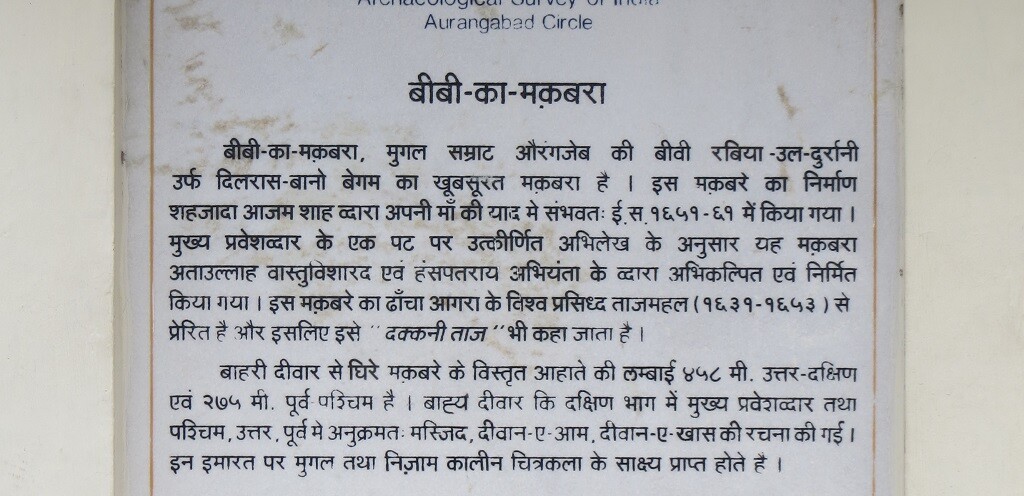 Archaeological Survey of India
Aurangabad Circle
बीबी-का-मक़बरा
बीबी-का-मक़बरा, मुगल सम्राट औरंगजेब की बीवी रबिया-उल-दुर्रानी
उर्फ दिलरास-बानो बेगम का खूबसूरत मक़बरा है । इस मक़बरे का निर्माण
शहजादा आजम शाह व्दारा अपनी माँ की याद मे संभवतः ई.स.१६५१-६१ में किया गया ।
मुख्य प्रवेशव्दार के एक पट पर उत्कीर्णित अभिलेख के अनुसार यह मक़बरा
अताउल्लाह वास्तुविशारद एवं हंसपतराय अभियंता के व्दारा अभिकल्पित एवं निर्मित
किया गया । इस मक़बरे का ढाँचा आगरा के विश्व प्रसिध्द ताजमहल (१६३१-१६५३) से
प्रेरित है और इसलिए इसे ''दक्कनी ताज'' भी कहा जाता है ।
बाहरी दीवार से घिरे मक़बरे के विस्तृत आहाते की लम्बाई ४५८ मी. उत्तर-दक्षिण
एवं २७५ मी. पूर्व-पश्चिम है । बाह्य दीवार कि दक्षिण भाग में मुख्य प्रवेशव्दार तथा
पश्चिम, उत्तर, पूर्व मे अनुक्रमतः मस्जिद, दीवान-ए-आम, दीवान-ए-खास की रचना की गई ।
इन इमारत पर मुगल तथा निज़ाम कालीन चित्रकला के साक्ष्य प्राप्त होते है ।